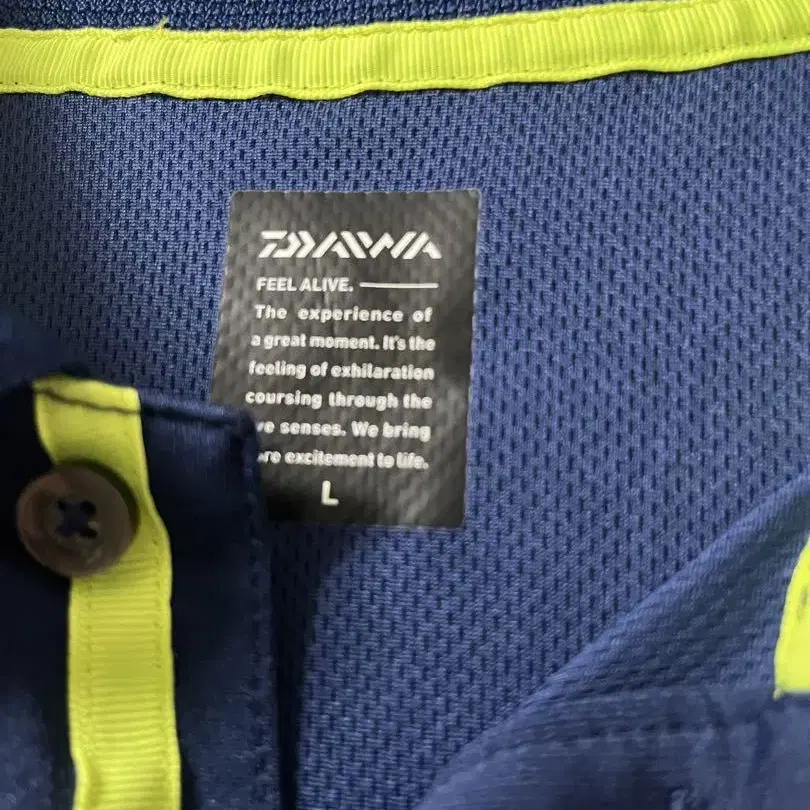 DAIWA
FEEL ALIVE.
The experience of
a great moment. It's the
feeling of exhilaration
coursing through the
senses. We bring
excitement to life.
L